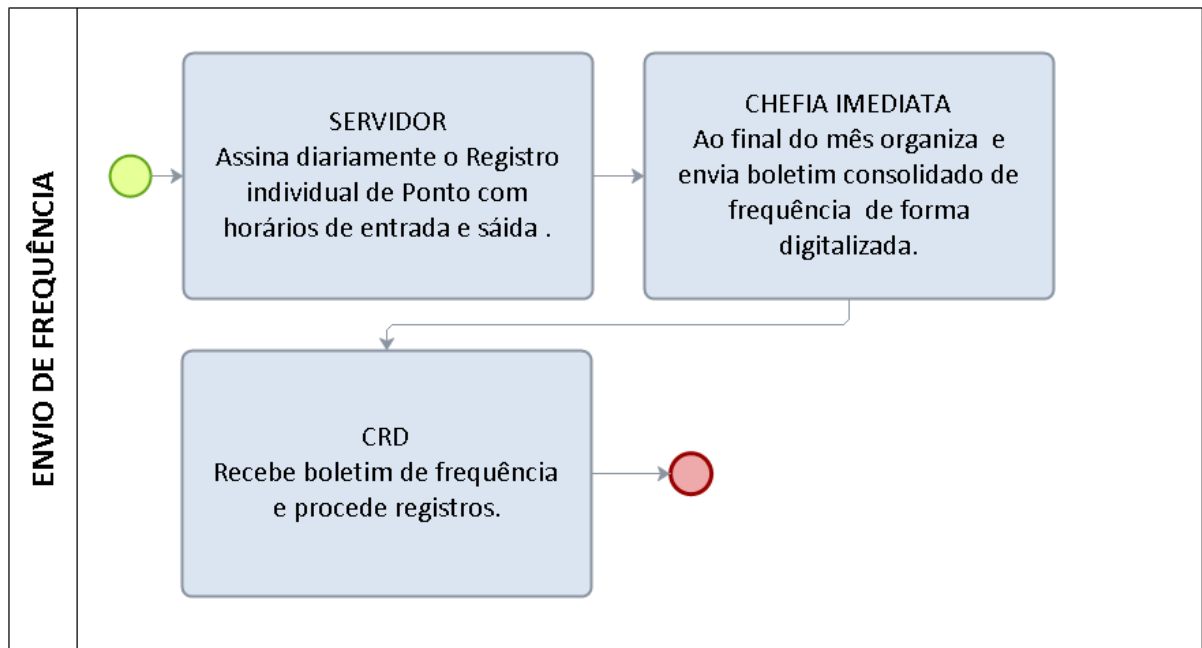 ENVIO DE FREQUÊNCIA
SERVIDOR
Assina diariamente o Registro
individual de Ponto com
horários de entrada e sáida .
CHEFIA IMEDIATA
Ao final do mês organiza  e
envia boletim consolidado de
frequência  de forma
digitalizada.
CRD
Recebe boletim de frequência
e procede registros.